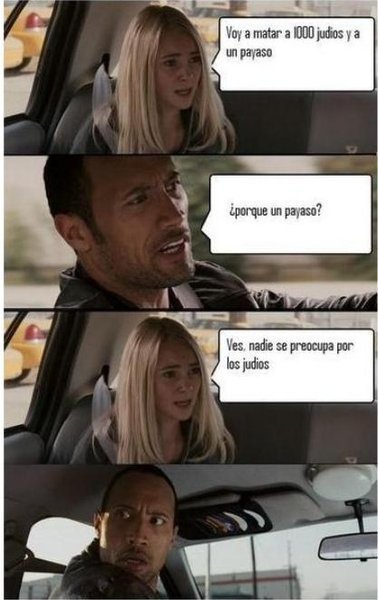 Voy a matar a 1000 judios y a
un payaso
¿porque un payaso?
Ves, nadie se preocupa por
los judios